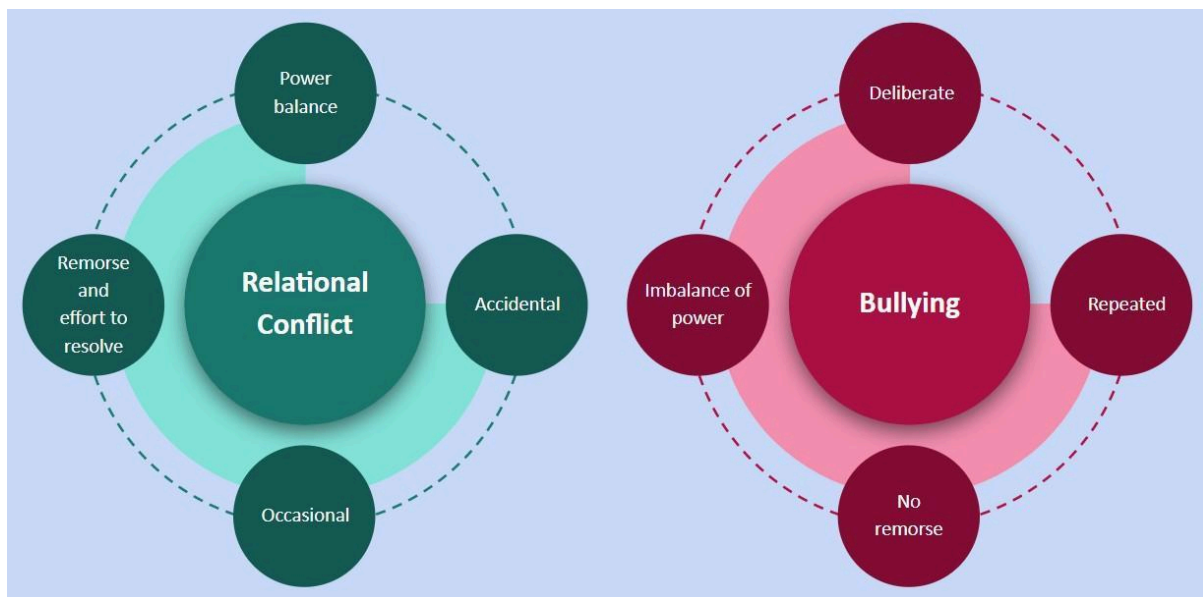 Power
balance
Remorse
and
effort to
resolve
Relational
Conflict
Accidental
Occasional
Deliberate
Imbalance of
power
Bullying
Repeated
No
remorse